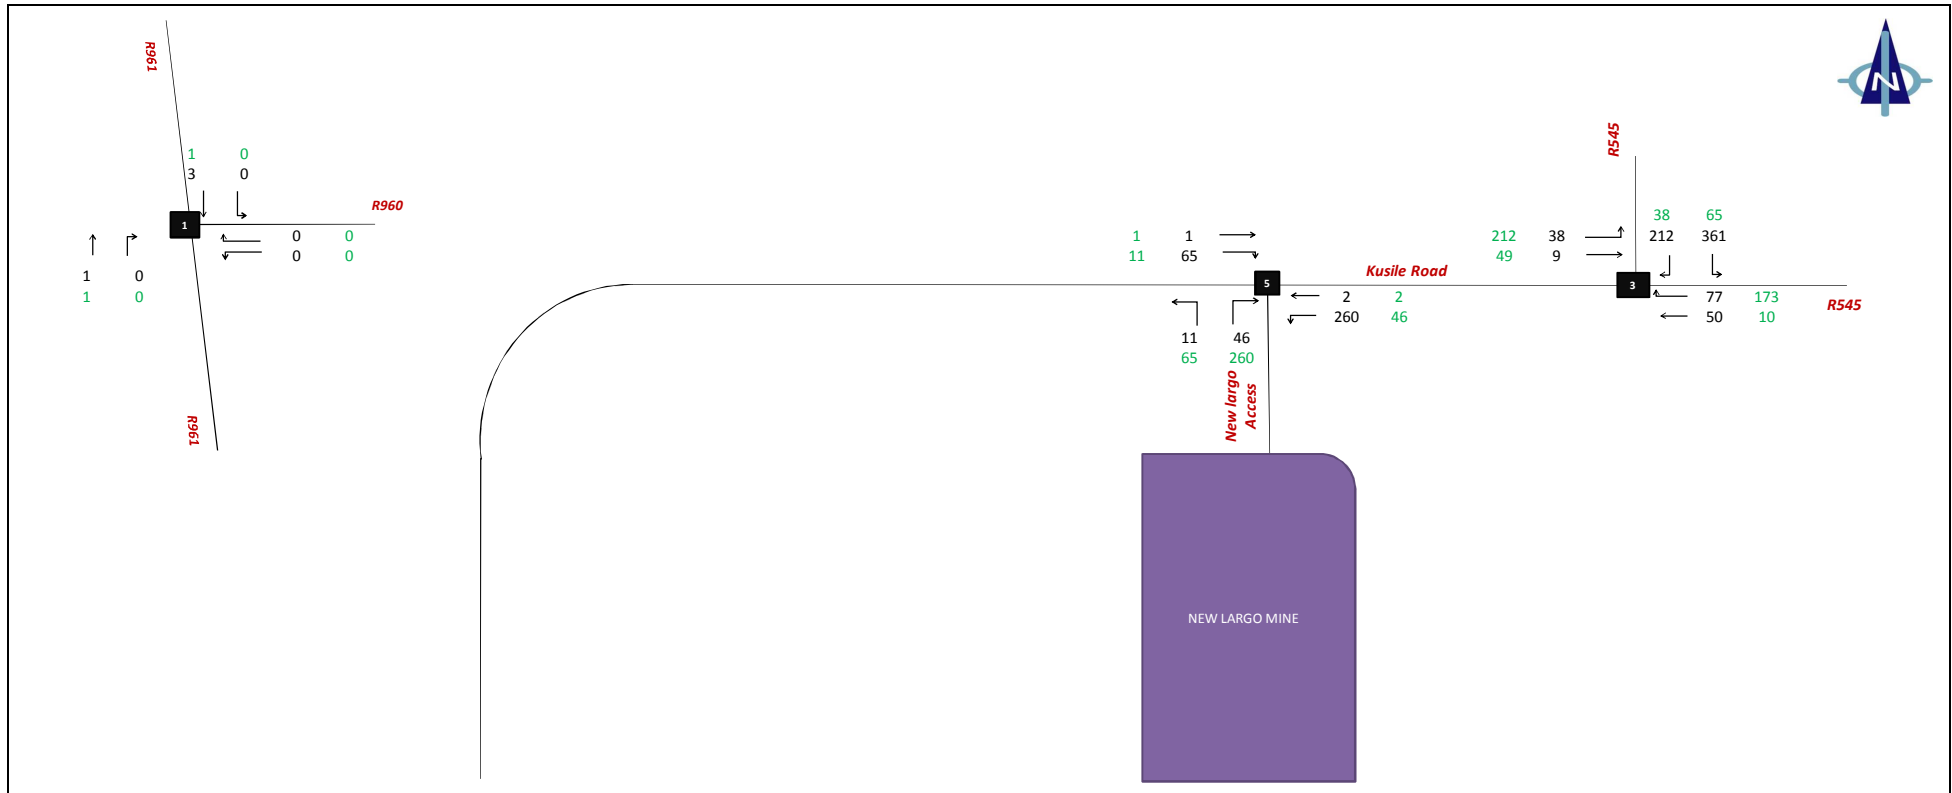 R961
N
R545
1 0
3 0
R960
1
0 0
0 0
1 0
1 0
R961
1 1
11 65
5
Kusile Road
2 2
260 46
11 46
65 260
New largo
Access
212 38
49 9
38 65
212 361
3
77 173
50 10
R545
NEW LARGO MINE